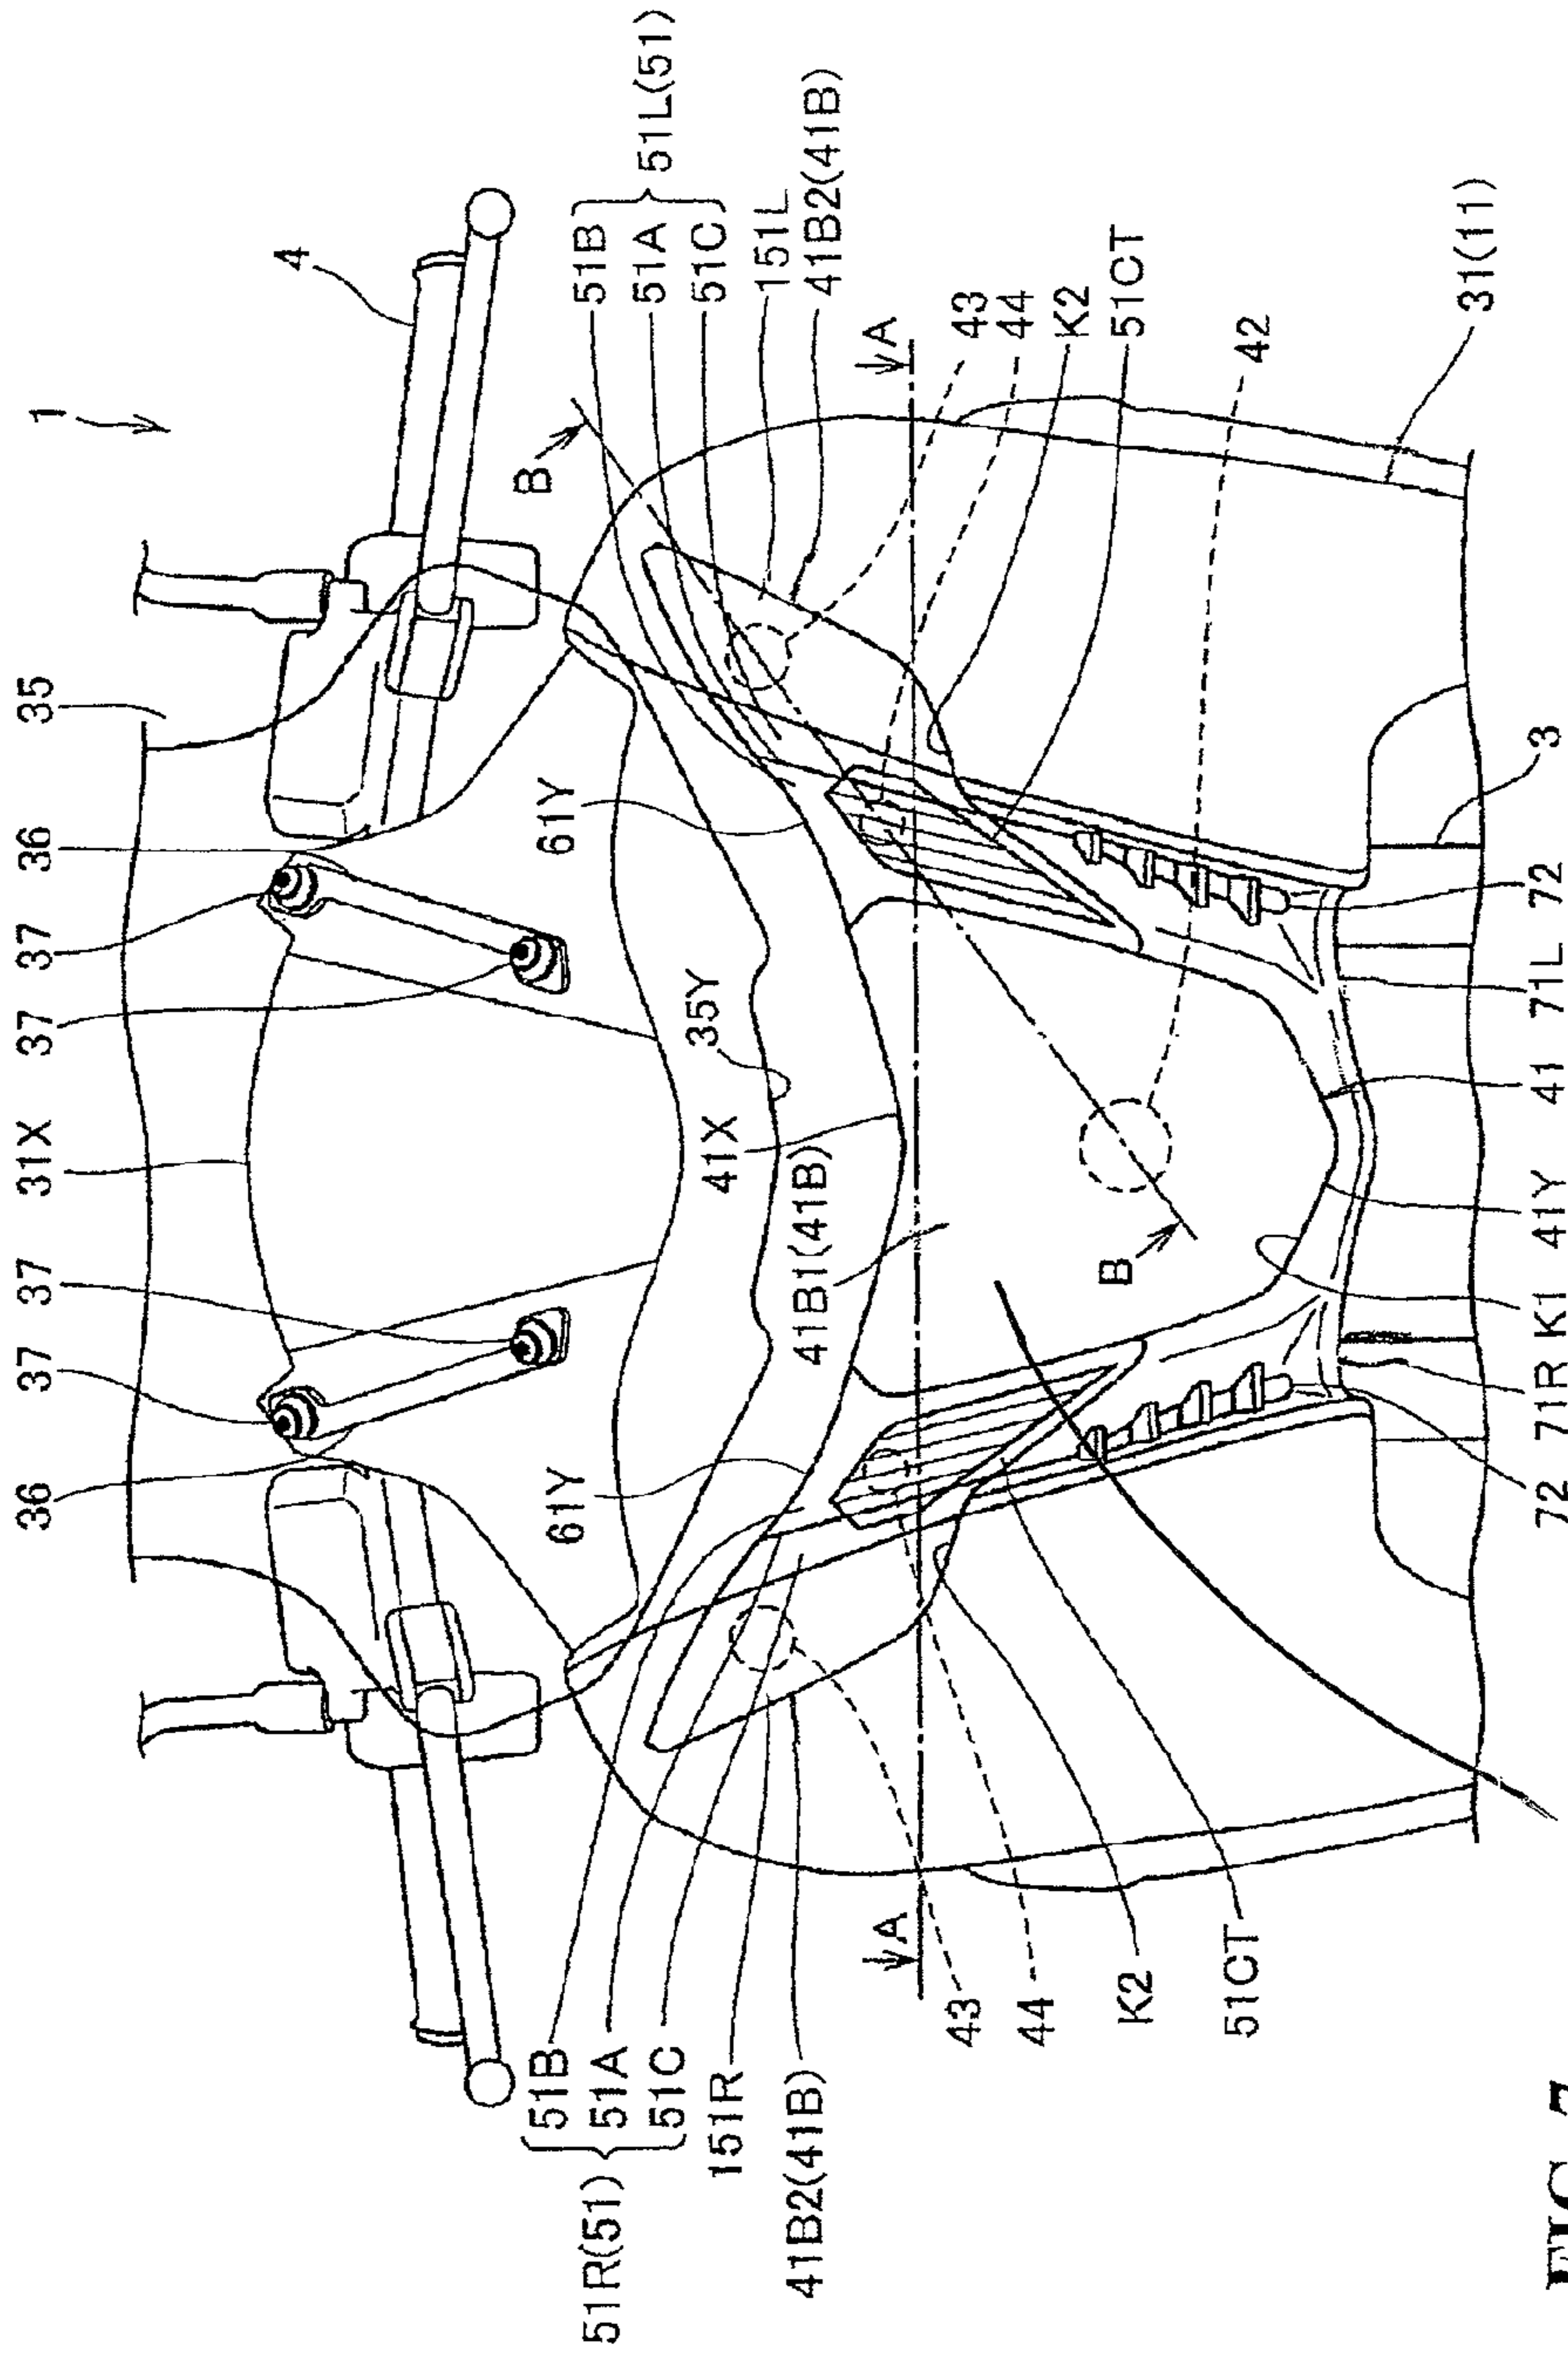 1
36
37
37
31X
37
37
36
35
4
51B
51A
51C
51L(51)
151L
41B2(41B)
B
A
43
44
K2
51CT
42
31(11)
3
61Y
35Y
41X
41B1(41B)
61Y
B
51B
51A
51C
51R(51)
151R
41B2(41B)
A
43
44
K2
51CT
72
71R
K1
41Y
41
71L
72
FIG. 7